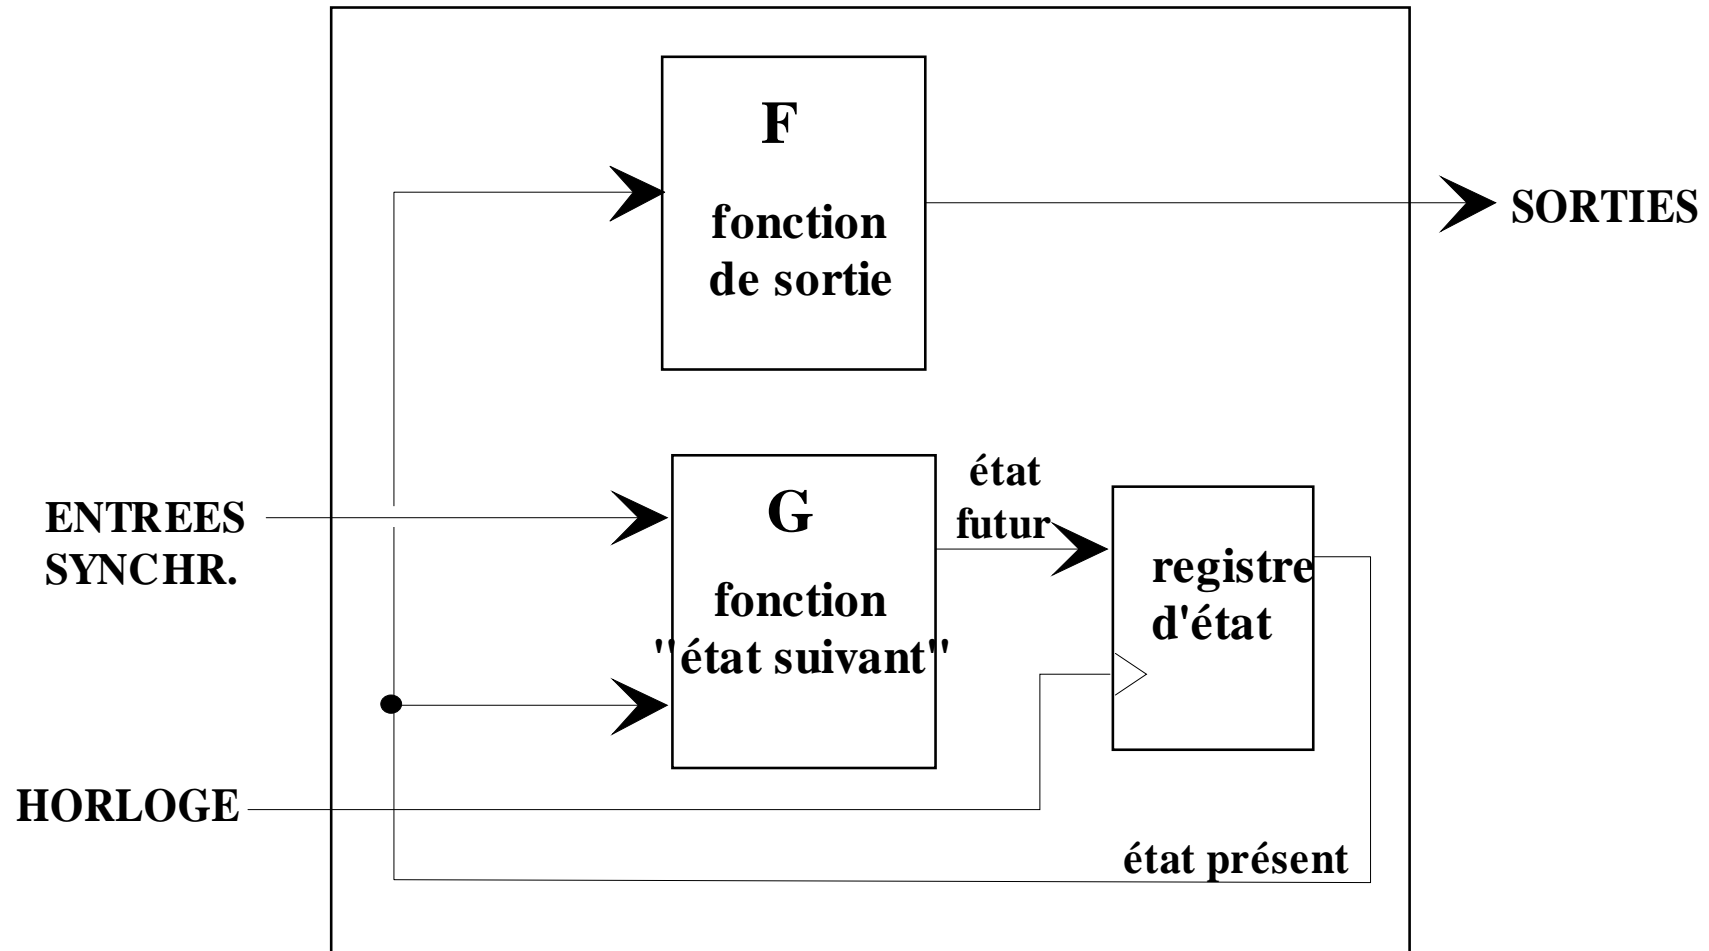 F
fonction
de sortie
SORTIES
ENTREES
SYNCHR.
G
fonction
"état suivant"
état
futur
registre
d'état
HORLOGE
état présent